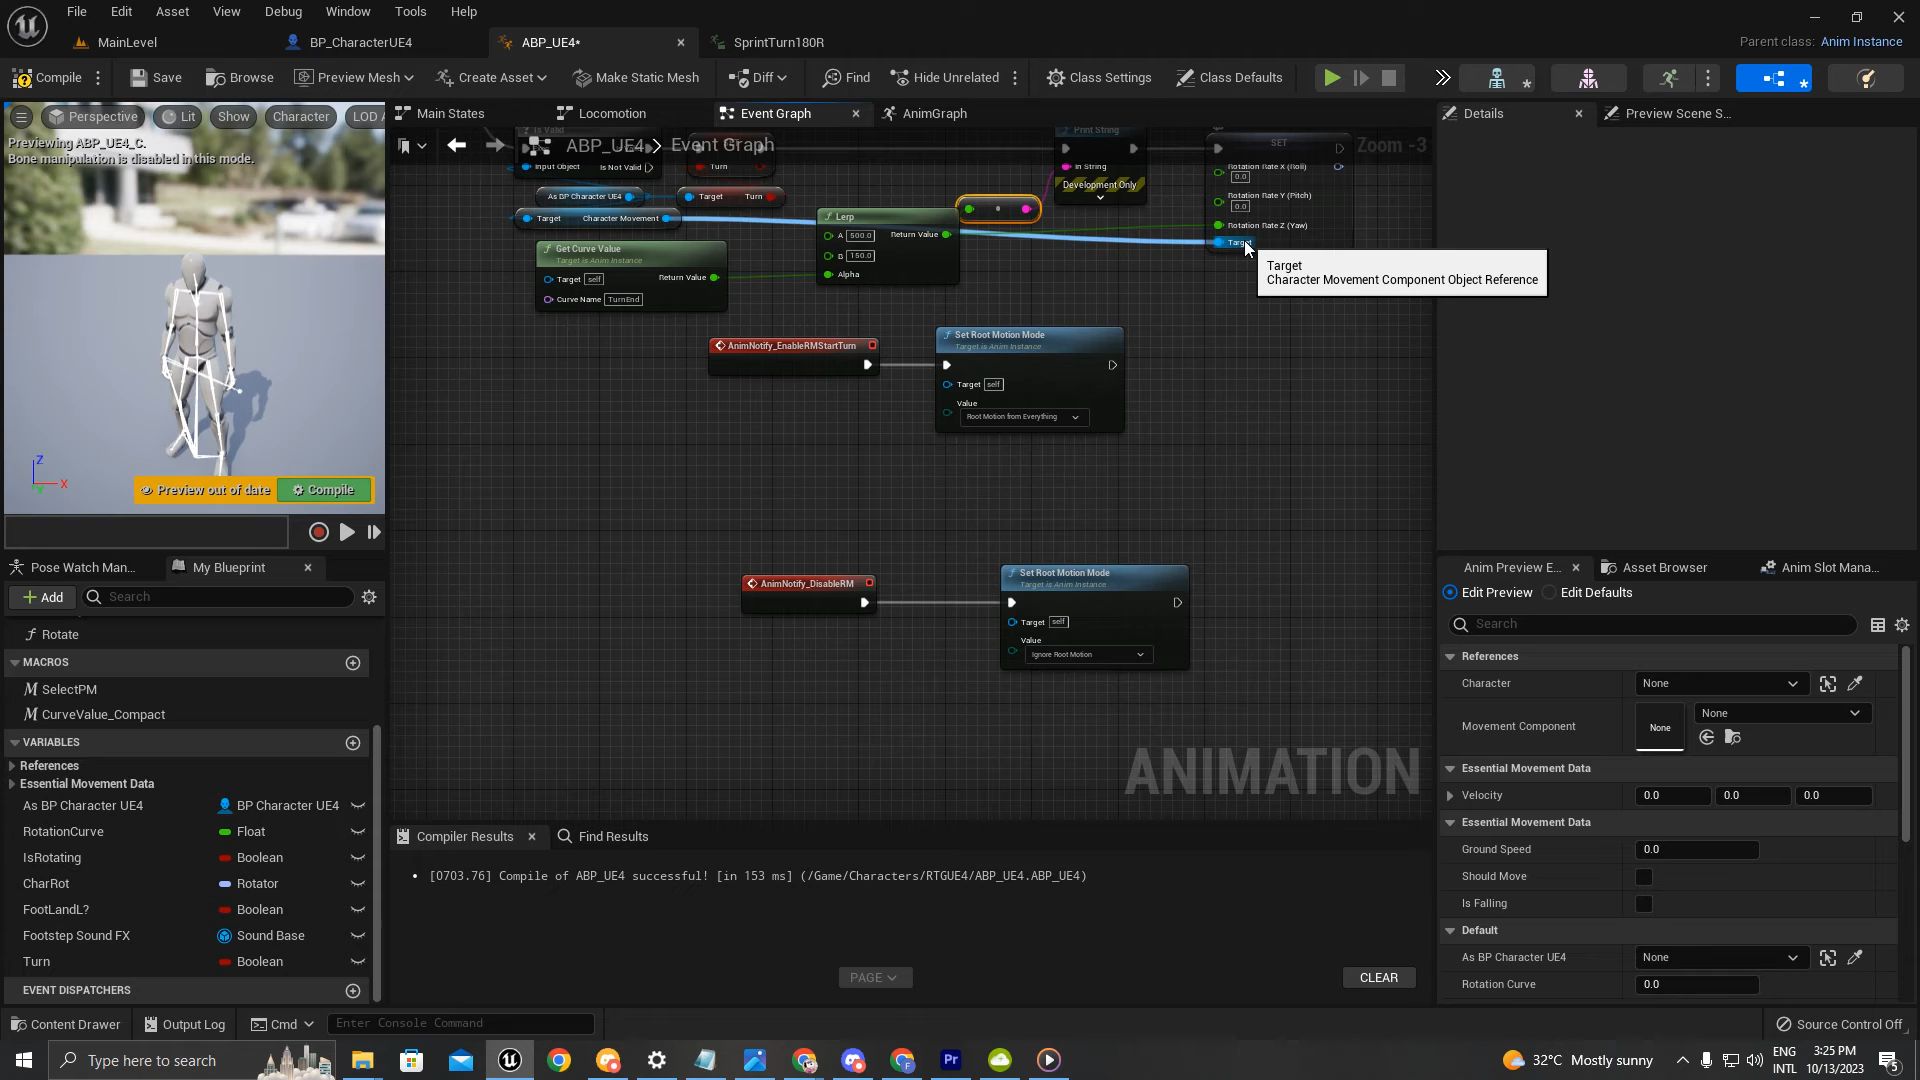 File Edit Asset View Debug Window Tools Help
MainLevel BP_CharacterUE4 ABP_UE4* SprintTurn180R
Parent class: Anim Instance
Compile Save Browse Preview Mesh Create Asset Make Static Mesh Diff Find Hide Unrelated Class Settings Class Defaults
Perspective Lit Show Character LOD A
Previewing ABP_UE4_C.
Bone manipulation is disabled in this mode.
Main States Locomotion Event Graph AnimGraph
ABP_UE4 > Event Graph
Zoom -3
Is Valid
Input Object Is Not Valid
Turn
Print String
In String
Development Only
SET
Rotation Rate X (Roll)
0.0
Rotation Rate Y (Pitch)
0.0
Rotation Rate Z (Yaw)
Target
As BP Character UE4 Target Turn
Target Character Movement
Lerp
A 500.0 Return Value
B 150.0
Alpha
Get Curve Value
Target is Anim Instance
Target self Return Value
Curve Name TurnEnd
Target
Character Movement Component Object Reference
AnimNotify_EnableRMStartTurn
Set Root Motion Mode
Target is Anim Instance
Target self
Value
Root Motion from Everything
AnimNotify_DisableRM
Set Root Motion Mode
Target is Anim Instance
Target self
Value
Ignore Root Motion
ANIMATION
Z
X
Y
Preview out of date Compile
Pose Watch Man... My Blueprint
Add Search
Rotate
MACROS
SelectPM
CurveValue_Compact
VARIABLES
References
Essential Movement Data
As BP Character UE4 BP Character UE4
RotationCurve Float
IsRotating Boolean
CharRot Rotator
FootLandL? Boolean
Footstep Sound FX Sound Base
Turn Boolean
EVENT DISPATCHERS
Compiler Results Find Results
[0703.76] Compile of ABP_UE4 successful! [in 153 ms] (/Game/Characters/RTGUE4/ABP_UE4.ABP_UE4)
PAGE CLEAR
Details Preview Scene S...
Anim Preview E... Asset Browser Anim Slot Mana...
Edit Preview Edit Defaults
Search
References
Character None
Movement Component None None
Essential Movement Data
Velocity 0.0 0.0 0.0
Essential Movement Data
Ground Speed 0.0
Should Move
Is Falling
Default
As BP Character UE4 None
Rotation Curve 0.0
Content Drawer Output Log Cmd Enter Console Command Source Control Off
Type here to search
Pr
32°C Mostly sunny
ENG
INTL
3:25 PM
10/13/2023
5